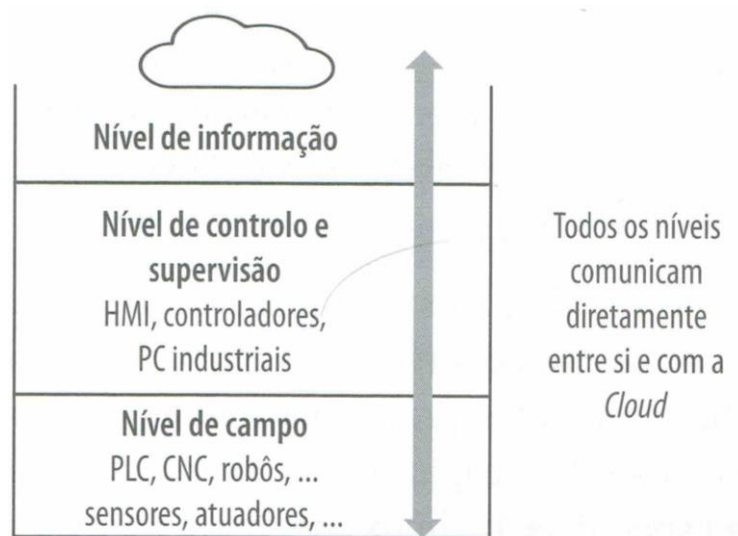 Nível de informação
Nível de controlo e
supervisão
HMI, controladores,
PC industriais
Nível de campo
PLC, CNC, robôs, ...
sensores, atuadores, ...
Todos os níveis
comunicam
diretamente
entre si e com a
Cloud